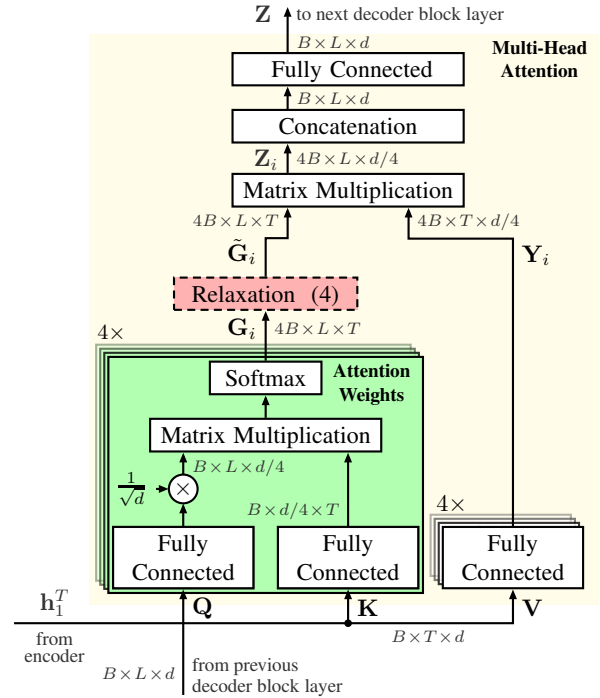 Z to next decoder block layer
B × L × d
Multi-Head
Attention
Fully Connected
B × L × d
Concatenation
Z_i 4B × L × d/4
Matrix Multiplication
4B × L × T
4B × T × d/4
G̃_i
Y_i
Relaxation (4)
G_i 4B × L × T
4×
Softmax
Attention
Weights
Matrix Multiplication
B × L × d/4
1/√d ×
B × d/4 × T
4×
Fully
Connected
Fully
Connected
Fully
Connected
h_1^T
Q
K
V
from
encoder
B × T × d
B × L × d
from previous
decoder block layer